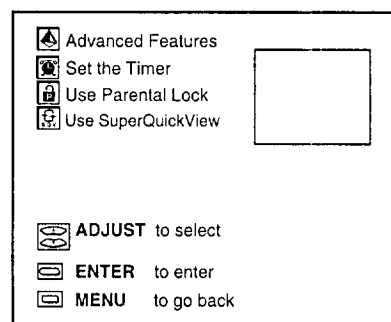 Advanced Features
Set the Timer
Use Parental Lock
Use SuperQuickView
ADJUST to select
ENTER to enter
MENU to go back